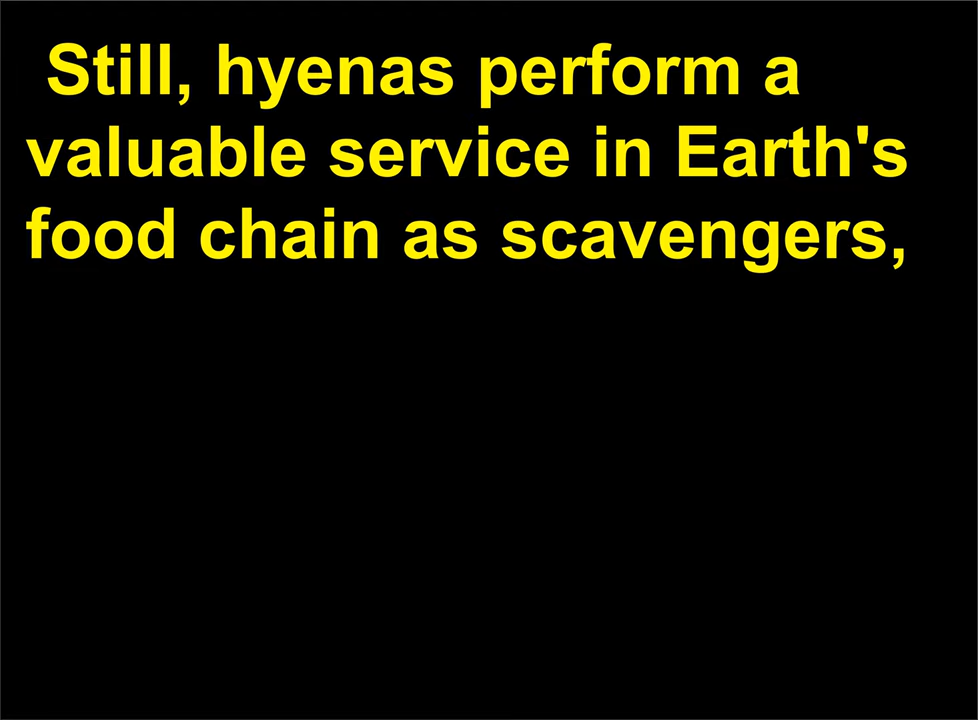 Still, hyenas perform a
valuable service in Earth's
food chain as scavengers,